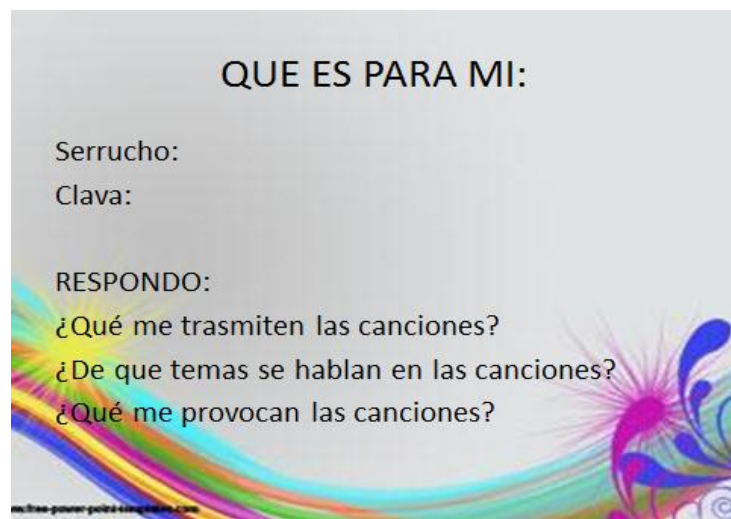 QUE ES PARA MI:
Serrucho:
Clava:
RESPONDO:
¿Qué me trasmiten las canciones?
¿De que temas se hablan en las canciones?
¿Qué me provocan las canciones?